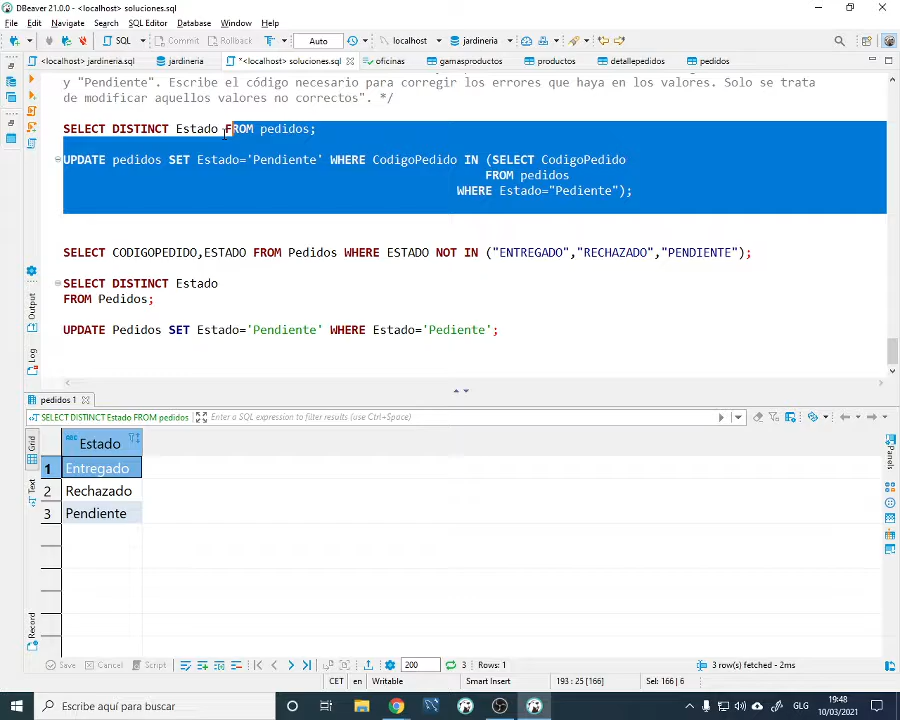 DBeaver 21.0.0 - <localhost> soluciones.sql
File Edit Navigate Search SQL Editor Database Window Help
SQL Commit Rollback T Auto localhost jardineria
<localhost> jardineria.sql jardineria *<localhost> soluciones.sql oficinas gamasproductos productos detallepedidos pedidos
y "Pendiente". Escribe el código necesario para corregir los errores que haya en los valores. Solo se trata
de modificar aquellos valores no correctos". */
SELECT DISTINCT Estado FROM pedidos;
UPDATE pedidos SET Estado='Pendiente' WHERE CodigoPedido IN (SELECT CodigoPedido
FROM pedidos
WHERE Estado="Pediente");
SELECT CODIGOPEDIDO,ESTADO FROM Pedidos WHERE ESTADO NOT IN ("ENTREGADO","RECHAZADO","PENDIENTE");
SELECT DISTINCT Estado
FROM Pedidos;
UPDATE Pedidos SET Estado='Pendiente' WHERE Estado='Pediente';
Output
Log
pedidos 1
SELECT DISTINCT Estado FROM pedidos Enter a SQL expression to filter results (use Ctrl+Space)
Grid
Text
Record
Panels
ABC Estado
1 Entregado
2 Rechazado
3 Pendiente
Save Cancel Script 200 3 Rows: 1 3 row(s) fetched - 2ms
CET en Writable Smart Insert 193 : 25 [166] Sel: 166 | 6
Escribe aquí para buscar GLG 19:48
10/03/2021